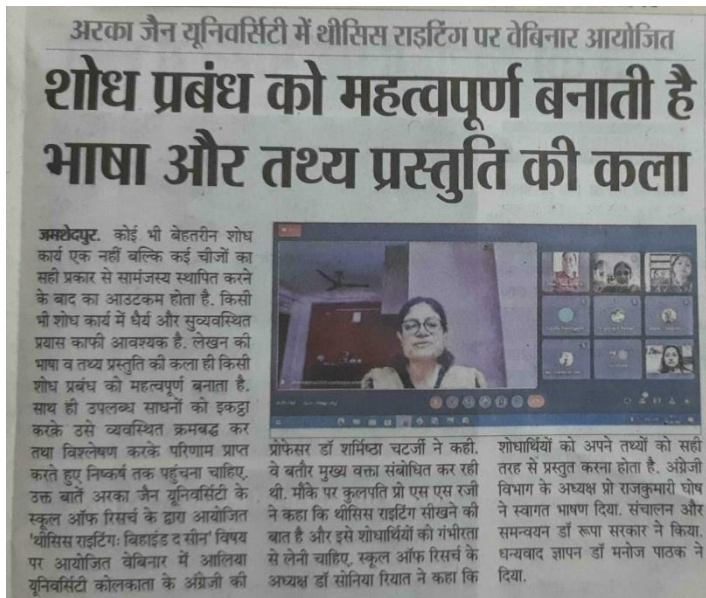 अरका जैन यूनिवर्सिटी में थीसिस राइटिंग पर वेबिनार आयोजित
शोध प्रबंध को महत्वपूर्ण बनाती है
भाषा और तथ्य प्रस्तुति की कला
जमशेदपुर. कोई भी बेहतरीन शोध
कार्य एक नहीं बल्कि कई चीजों का
सही प्रकार से सामंजस्य स्थापित करने
के बाद का आउटकम होता है. किसी
भी शोध कार्य में धैर्य और सुव्यवस्थित
प्रयास काफी आवश्यक है. लेखन की
भाषा व तथ्य प्रस्तुति की कला ही किसी
शोध प्रबंध को महत्वपूर्ण बनाता है.
साथ ही उपलब्ध साधनों को इकट्ठा
करके उसे व्यवस्थित क्रमबद्ध कर
तथा विश्लेषण करके परिणाम प्राप्त
करते हुए निष्कर्ष तक पहुंचना चाहिए.
उक्त बातें अरका जैन यूनिवर्सिटी के
स्कूल ऑफ रिसर्च के द्वारा आयोजित
'थीसिस राइटिंग: बिहाइंड द सीन' विषय
पर आयोजित वेबिनार में आलिया
यूनिवर्सिटी कोलकाता के अंग्रेजी की
प्रोफेसर डॉ शर्मिष्ठा चटर्जी ने कही.
वे बतौर मुख्य वक्ता संबोधित कर रही
थी. मौके पर कुलपति प्रो एस एस रजी
ने कहा कि थीसिस राइटिंग सीखने की
बात है और इसे शोधार्थियों को गंभीरता
से लेनी चाहिए. स्कूल ऑफ रिसर्च के
अध्यक्ष डॉ सोनिया रियात ने कहा कि
शोधार्थियों को अपने तथ्यों को सही
तरह से प्रस्तुत करना होता है. अंग्रेजी
विभाग के अध्यक्ष प्रो राजकुमारी घोष
ने स्वागत भाषण दिया. संचालन और
समन्वयन डॉ रूपा सरकार ने किया.
धन्यवाद ज्ञापन डॉ मनोज पाठक ने
दिया.